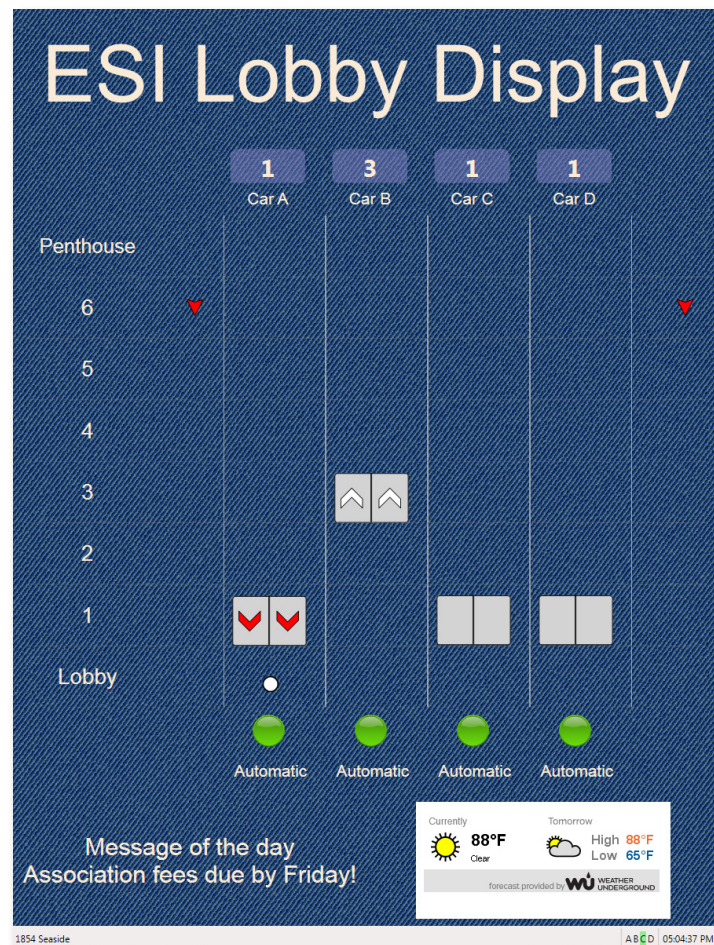 ESI Lobby Display
1 3 1 1
Car A Car B Car C Car D
Penthouse
6
5
4
3
2
1
Lobby
Automatic Automatic Automatic Automatic
Message of the day
Association fees due by Friday!
Currently Tomorrow
88°F High 88°F
Clear Low 65°F
forecast provided by WU WEATHER UNDERGROUND
1854 Seaside A B C D 05:04:37 PM